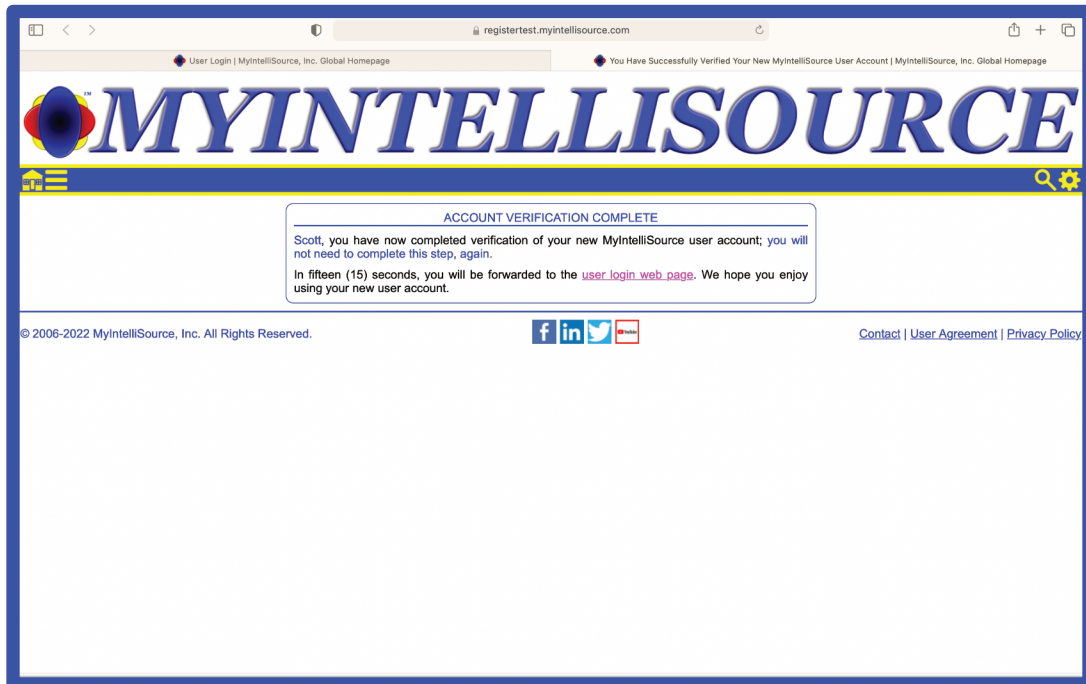 registertest.myintellisource.com
User Login | MyIntelliSource, Inc. Global Homepage
You Have Successfully Verified Your New MyIntelliSource User Account | MyIntelliSource, Inc. Global Homepage
MYINTELLISOURCE
TM
ACCOUNT VERIFICATION COMPLETE
Scott, you have now completed verification of your new MyIntelliSource user account; you will
not need to complete this step, again.
In fifteen (15) seconds, you will be forwarded to the user login web page. We hope you enjoy
using your new user account.
© 2006-2022 MyIntelliSource, Inc. All Rights Reserved.
f in YouTube
Contact | User Agreement | Privacy Policy